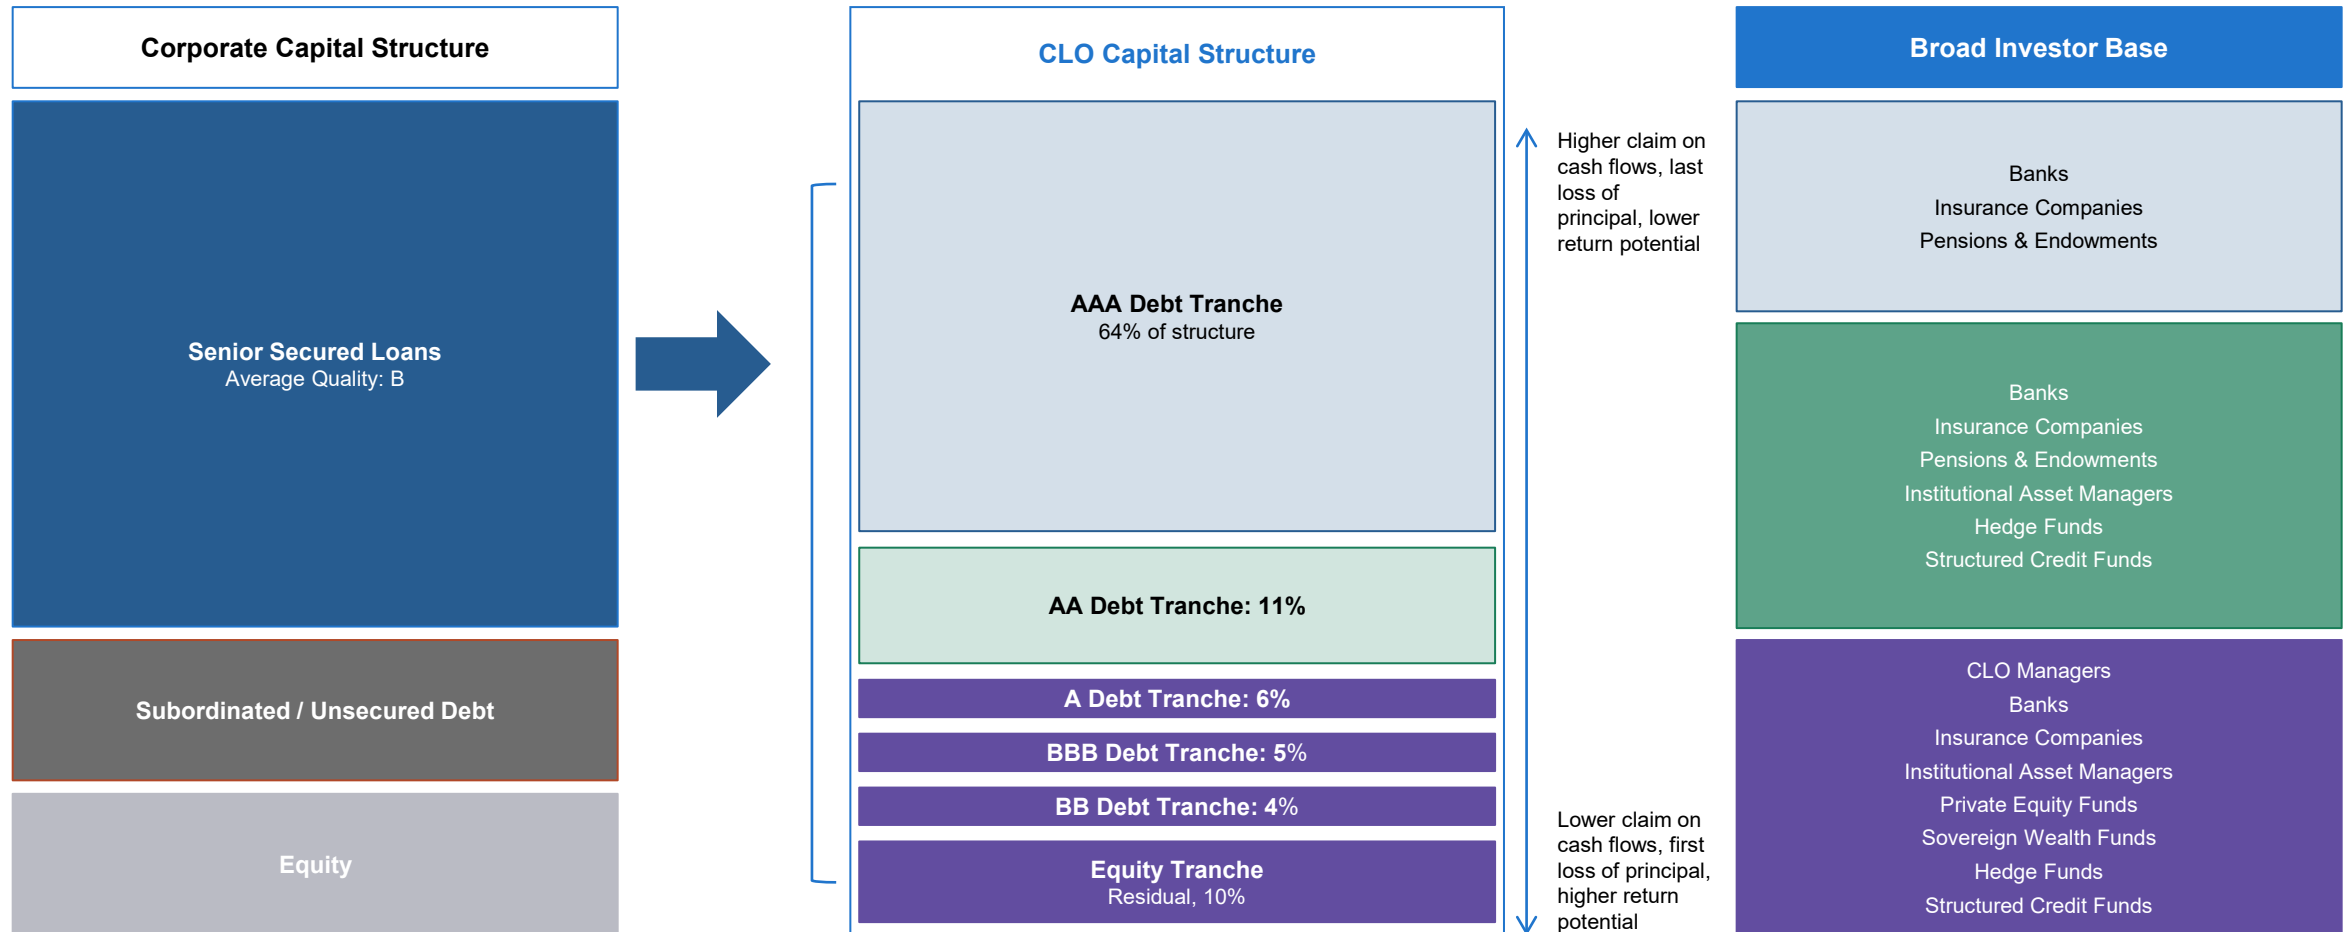 Corporate Capital Structure
Senior Secured Loans
Average Quality: B
Subordinated / Unsecured Debt
Equity
CLO Capital Structure
AAA Debt Tranche
64% of structure
AA Debt Tranche: 11%
A Debt Tranche: 6%
BBB Debt Tranche: 5%
BB Debt Tranche: 4%
Equity Tranche
Residual, 10%
Higher claim on
cash flows, last
loss of
principal, lower
return potential
Lower claim on
cash flows, first
loss of principal,
higher return
potential
Broad Investor Base
Banks
Insurance Companies
Pensions & Endowments
Banks
Insurance Companies
Pensions & Endowments
Institutional Asset Managers
Hedge Funds
Structured Credit Funds
CLO Managers
Banks
Insurance Companies
Institutional Asset Managers
Private Equity Funds
Sovereign Wealth Funds
Hedge Funds
Structured Credit Funds